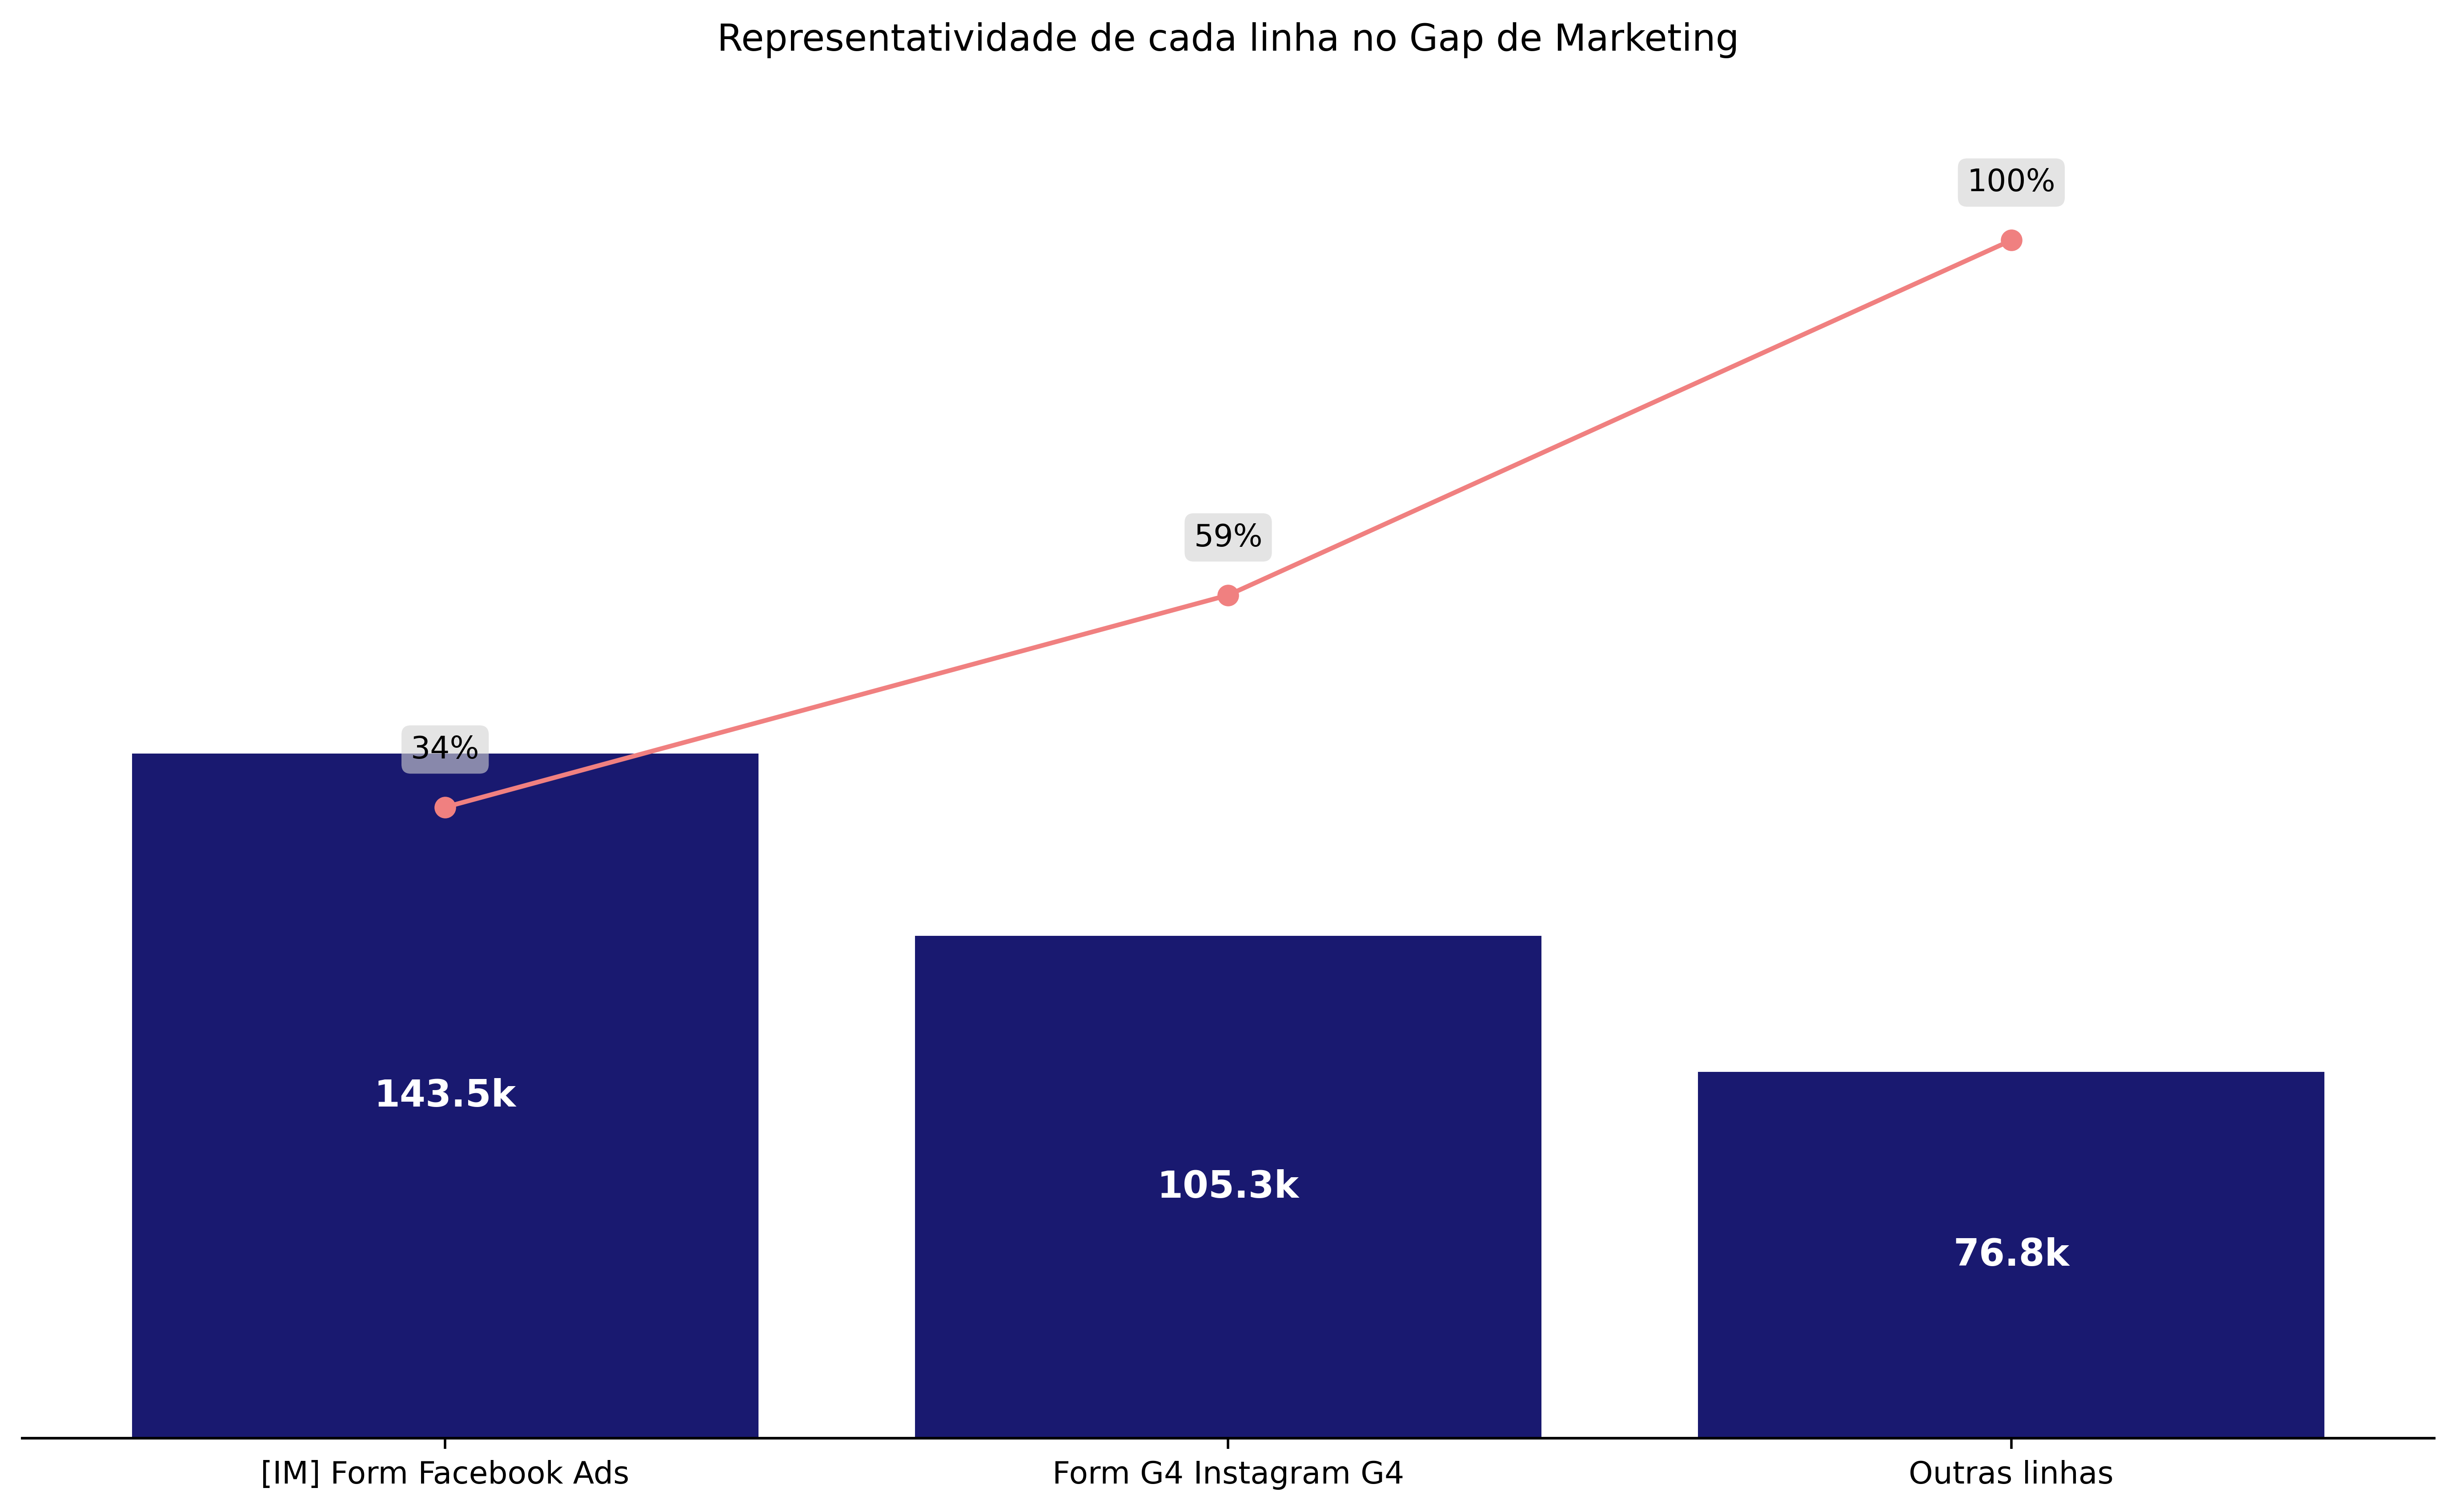 Representatividade de cada linha no Gap de Marketing
100%
59%
34%
143.5k
105.3k
76.8k
[IM] Form Facebook Ads
Form G4 Instagram G4
Outras linhas